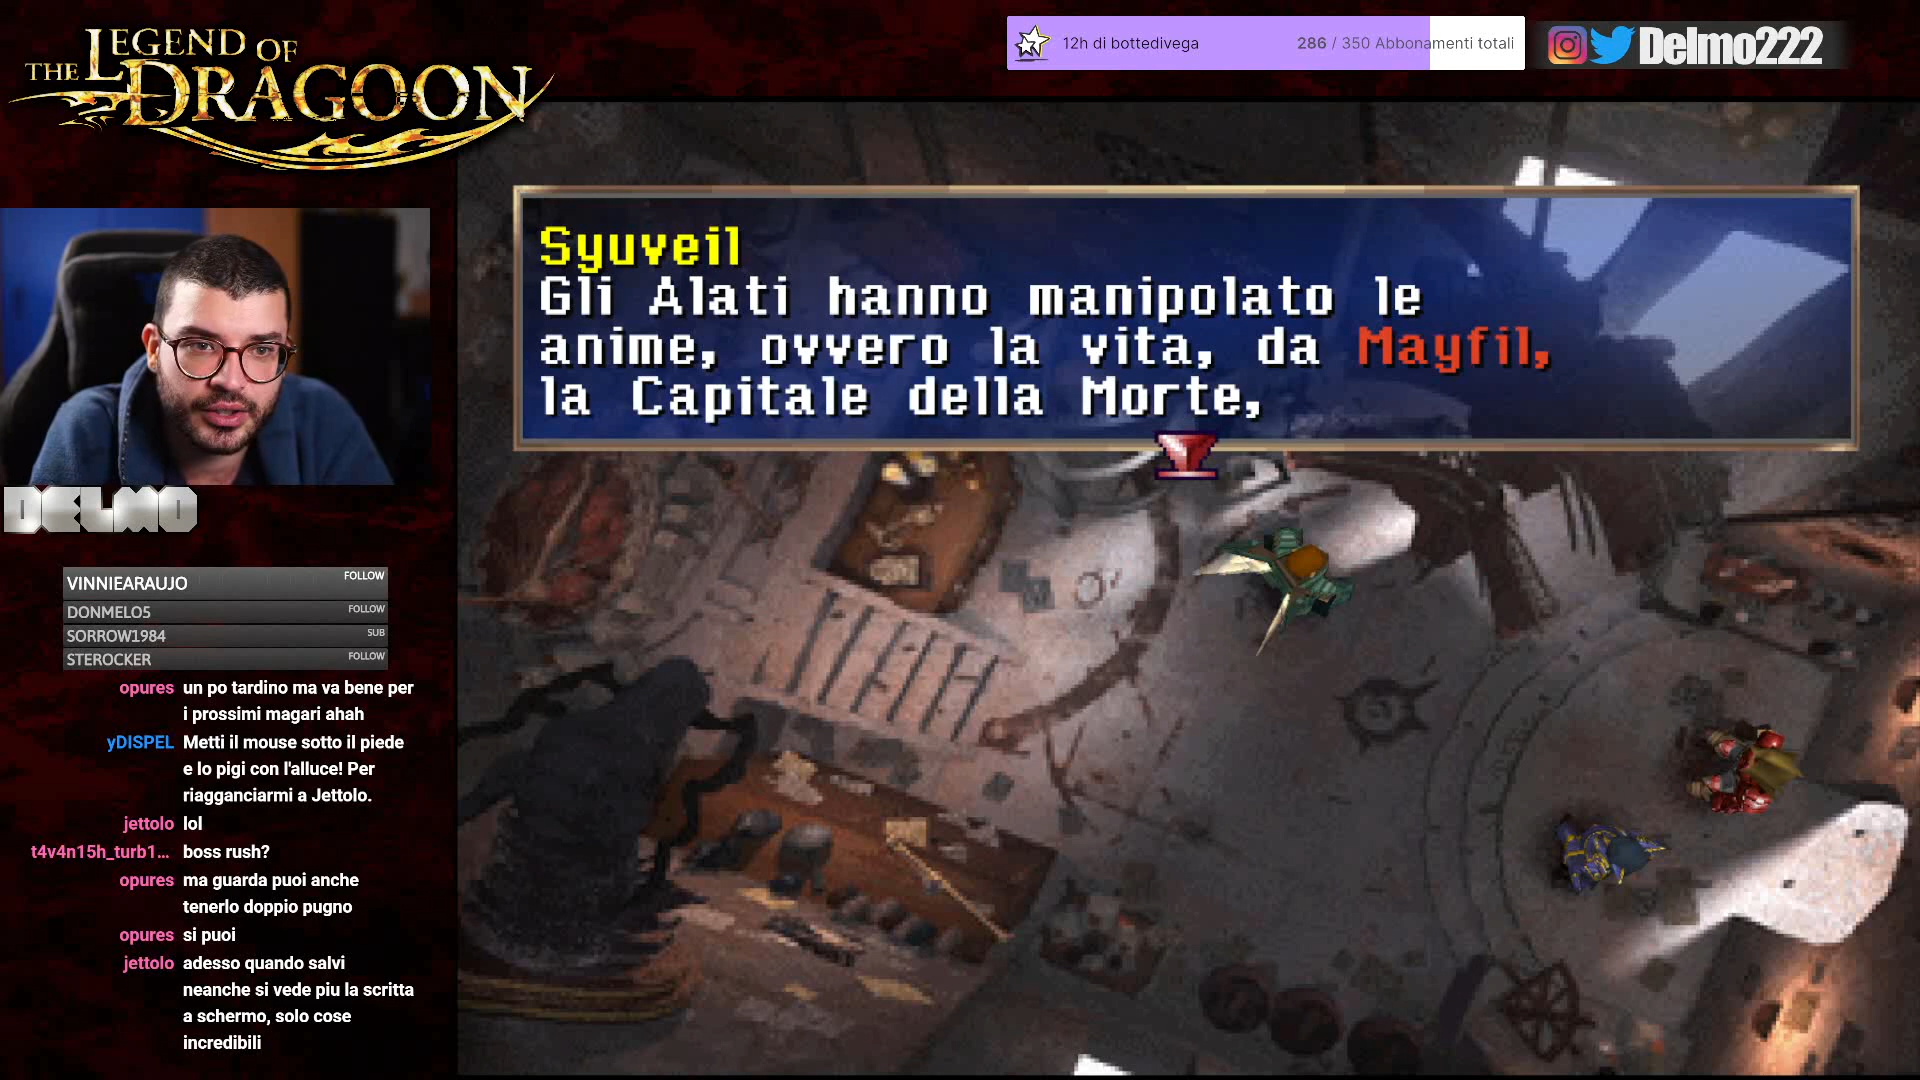 THE LEGEND OF
DRAGOON
12h di bottedivega
286 / 350 Abbonamenti totali
Delmo222
Syuveil
Gli Alati hanno manipolato le
anime, ovvero la vita, da Mayfil,
la Capitale della Morte,
DELMO
VINNIEARAUJO FOLLOW
DONMELO5 FOLLOW
SORROW1984 SUB
STEROCKER FOLLOW
opures un po tardino ma va bene per
i prossimi magari ahah
yDISPEL Metti il mouse sotto il piede
e lo pigi con l'alluce! Per
riagganciarmi a Jettolo.
jettolo lol
t4v4n15h_turb1... boss rush?
opures ma guarda puoi anche
tenerlo doppio pugno
opures si puoi
jettolo adesso quando salvi
neanche si vede piu la scritta
a schermo, solo cose
incredibili